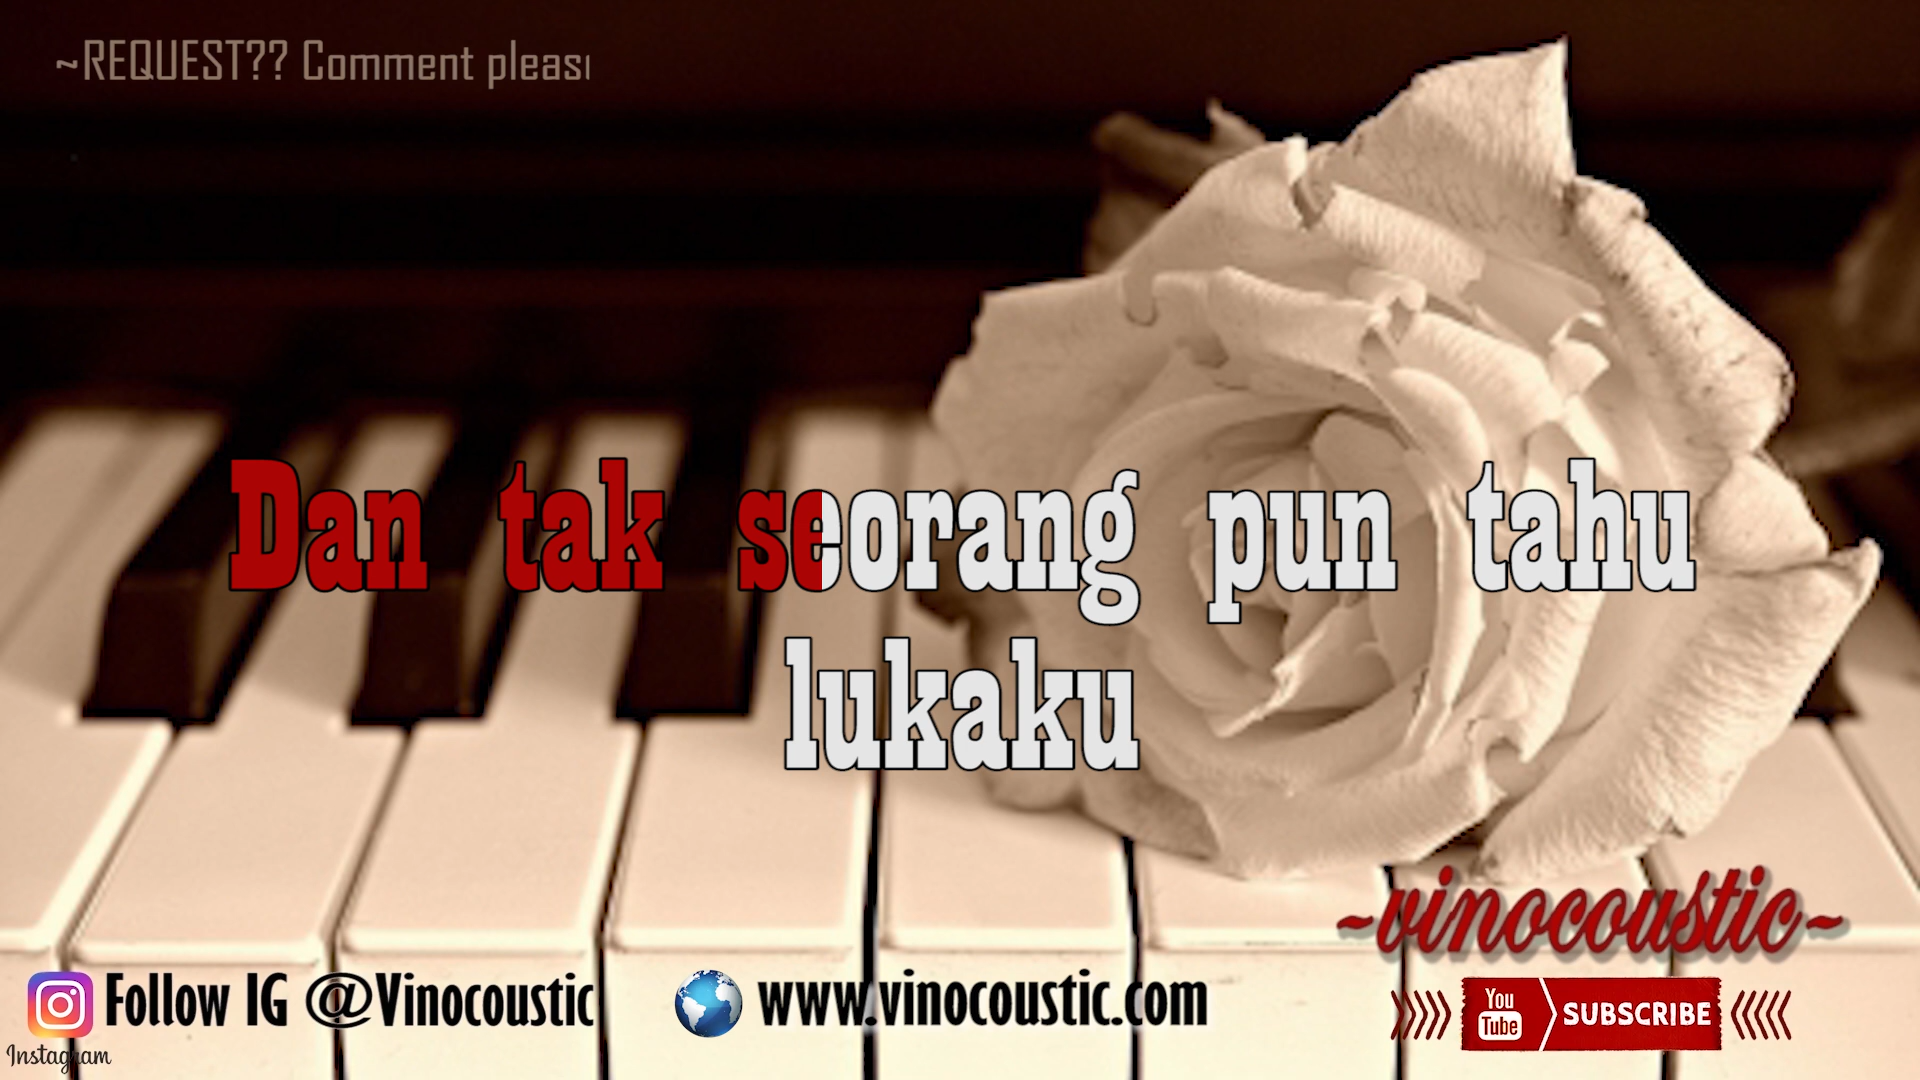 ~REQUEST?? Comment pleas
Dan tak seorang pun tahu
lukaku
~vinocoustic~
Follow IG @Vinocoustic
www.vinocoustic.com
You
Tube
SUBSCRIBE
Instagram